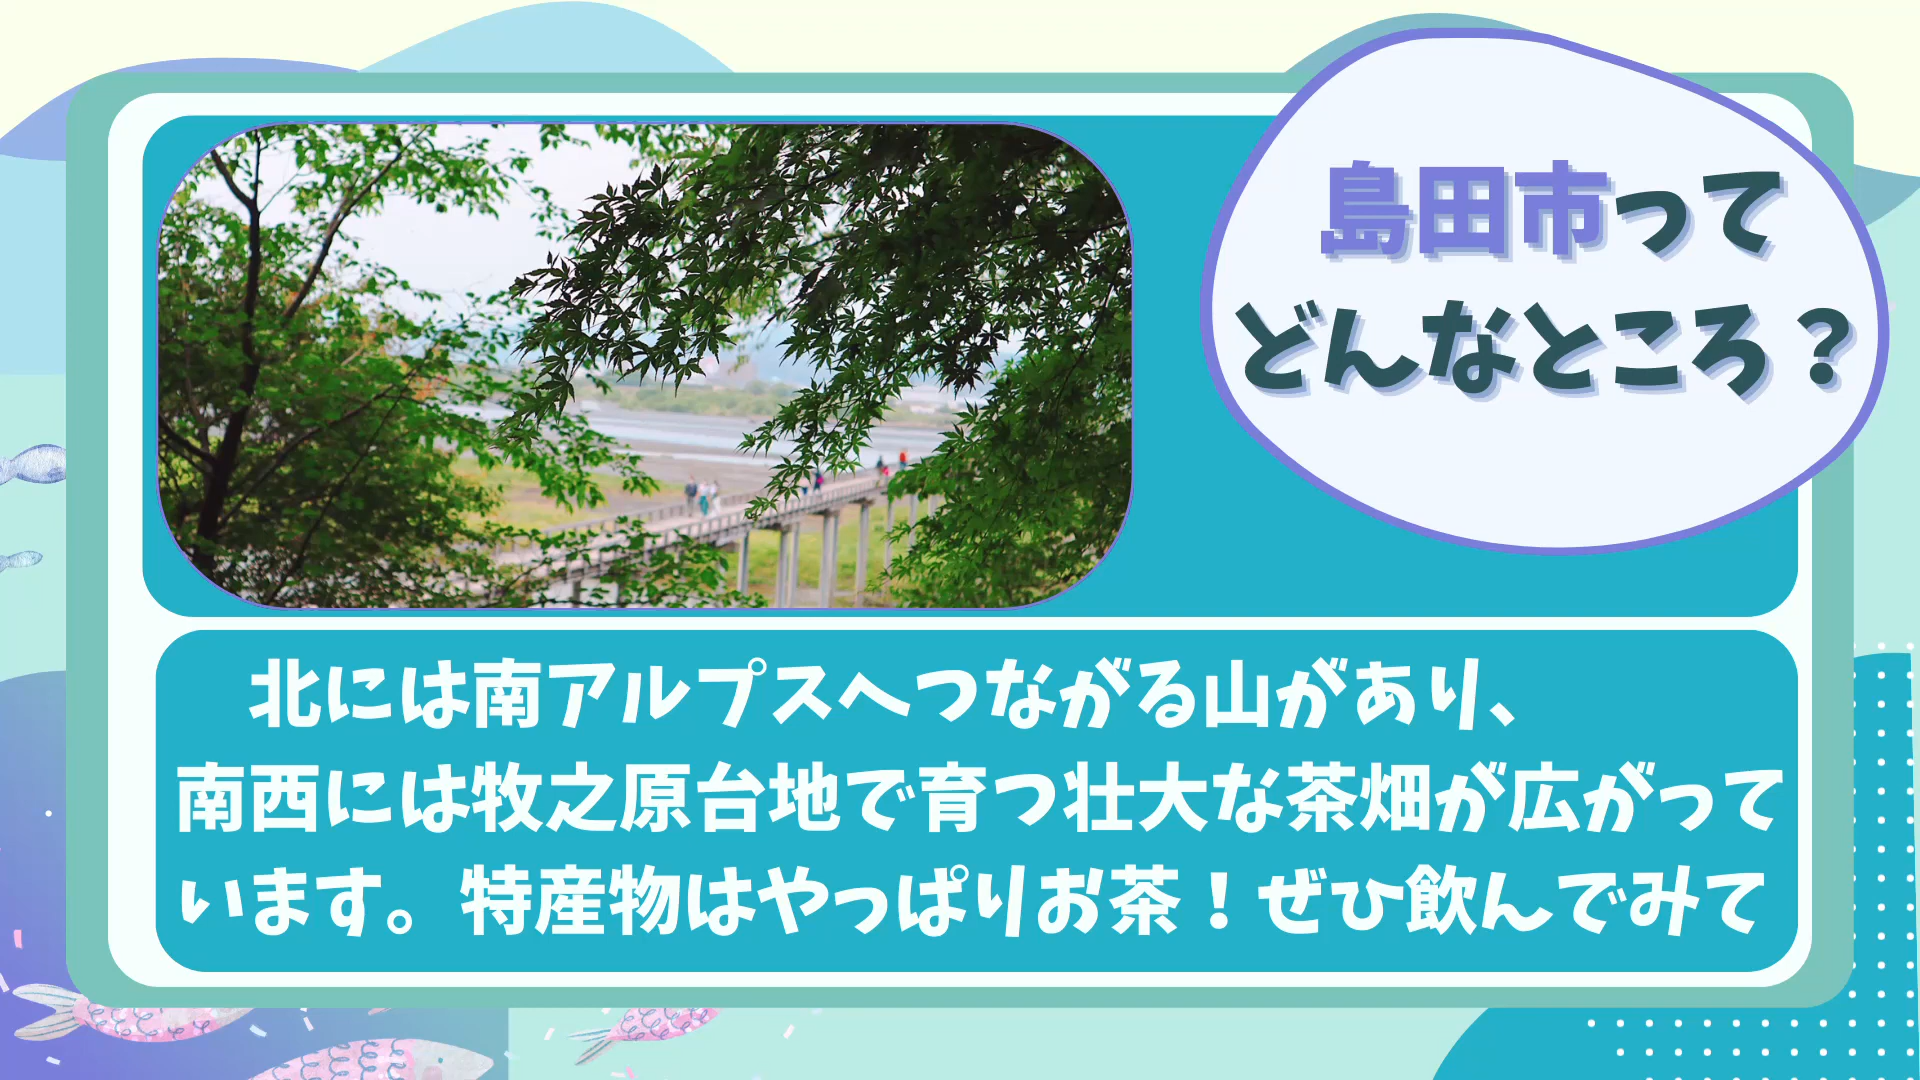 島田市って
どんなところ？
北には南アルプスへつながる山があり、
南西には牧之原台地で育つ壮大な茶畑が広がって
います。特産物はやっぱりお茶！ぜひ飲んでみて